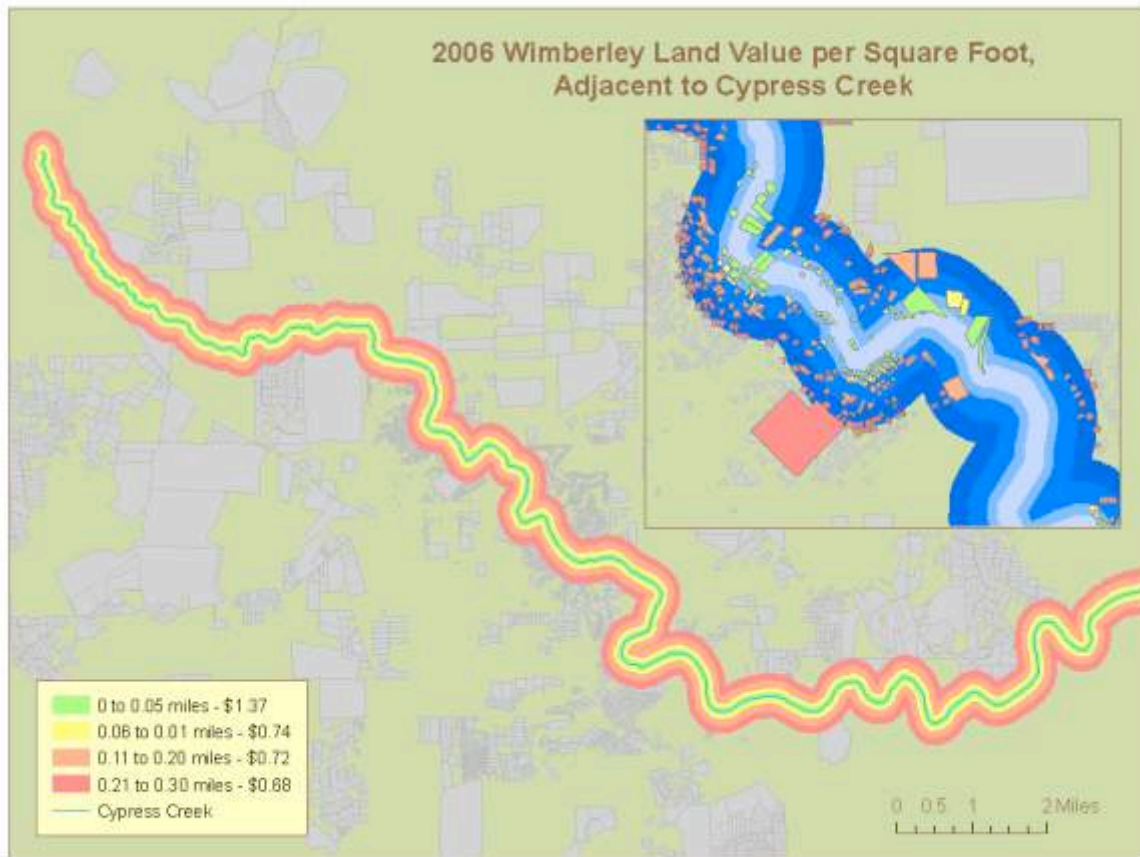 2006 Wimberley Land Value per Square Foot,
Adjacent to Cypress Creek
0 to 0.05 miles - $1.37
0.06 to 0.01 miles - $0.74
0.11 to 0.20 miles - $0.72
0.21 to 0.30 miles - $0.68
Cypress Creek
0 0.5 1 2 Miles